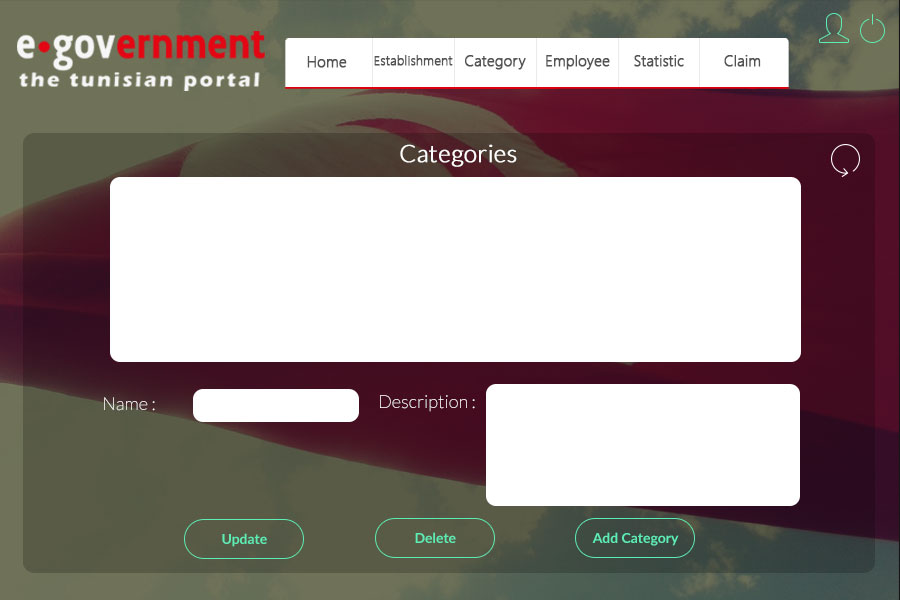 e•government
the tunisian portal
Home
Establishment
Category
Employee
Statistic
Claim
Categories
Name :
Description :
Update
Delete
Add Category